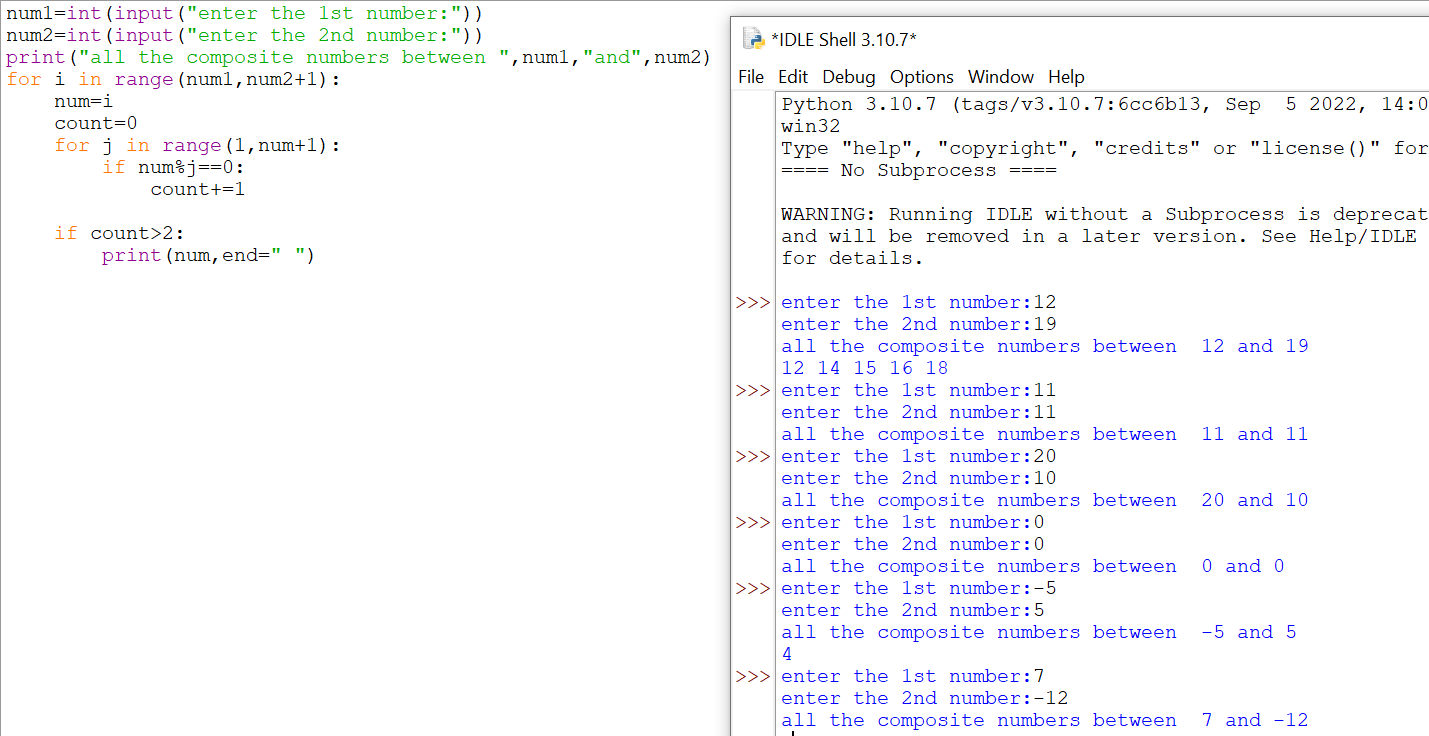 num1=int(input("enter the 1st number:"))
num2=int(input("enter the 2nd number:"))
print("all the composite numbers between ",num1,"and",num2)
for i in range(num1,num2+1):
    num=i
    count=0
    for j in range(1,num+1):
        if num%j==0:
            count+=1
    if count>2:
        print(num,end=" ")
*IDLE Shell 3.10.7*
File Edit Debug Options Window Help
Python 3.10.7 (tags/v3.10.7:6cc6b13, Sep  5 2022, 14:0
win32
Type "help", "copyright", "credits" or "license()" for
==== No Subprocess ====
WARNING: Running IDLE without a Subprocess is deprecat
and will be removed in a later version. See Help/IDLE
for details.
>>> enter the 1st number:12
enter the 2nd number:19
all the composite numbers between  12 and 19
12 14 15 16 18
>>> enter the 1st number:11
enter the 2nd number:11
all the composite numbers between  11 and 11
>>> enter the 1st number:20
enter the 2nd number:10
all the composite numbers between  20 and 10
>>> enter the 1st number:0
enter the 2nd number:0
all the composite numbers between  0 and 0
>>> enter the 1st number:-5
enter the 2nd number:5
all the composite numbers between  -5 and 5
4
>>> enter the 1st number:7
enter the 2nd number:-12
all the composite numbers between  7 and -12